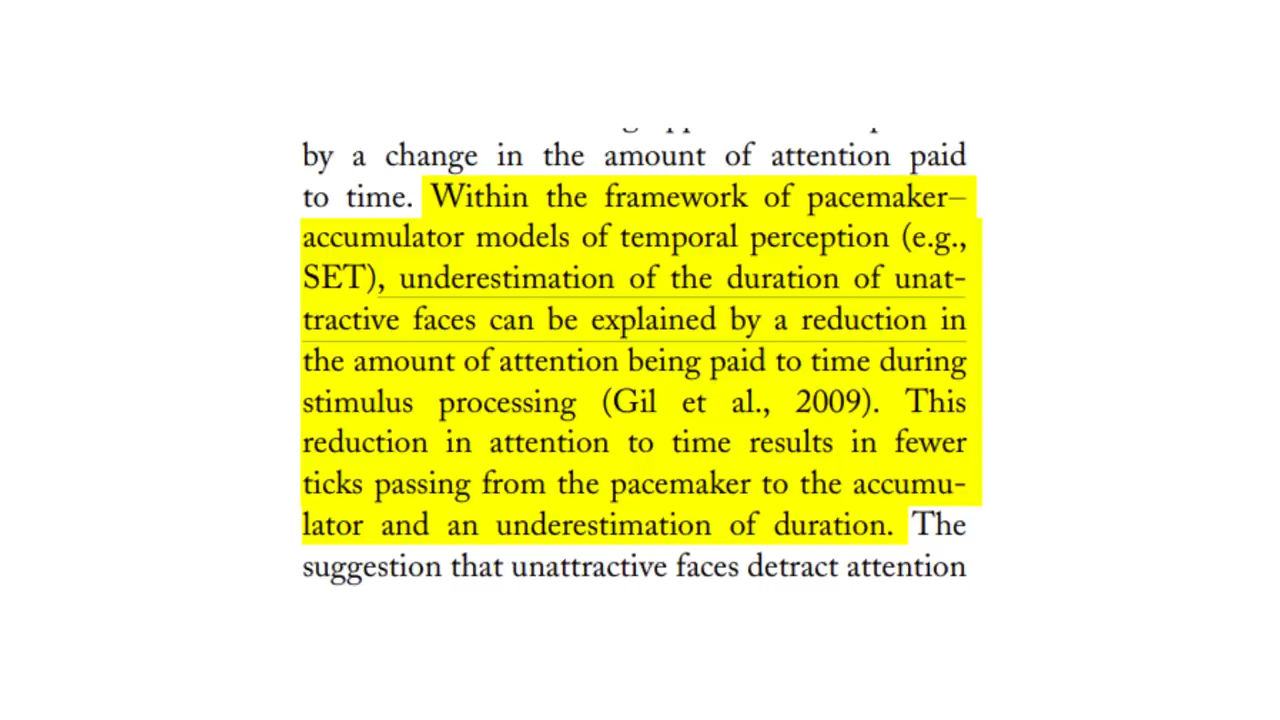 by a change in the amount of attention paid
to time. Within the framework of pacemaker–
accumulator models of temporal perception (e.g.,
SET), underestimation of the duration of unat-
tractive faces can be explained by a reduction in
the amount of attention being paid to time during
stimulus processing (Gil et al., 2009). This
reduction in attention to time results in fewer
ticks passing from the pacemaker to the accumu-
lator and an underestimation of duration. The
suggestion that unattractive faces detract attention